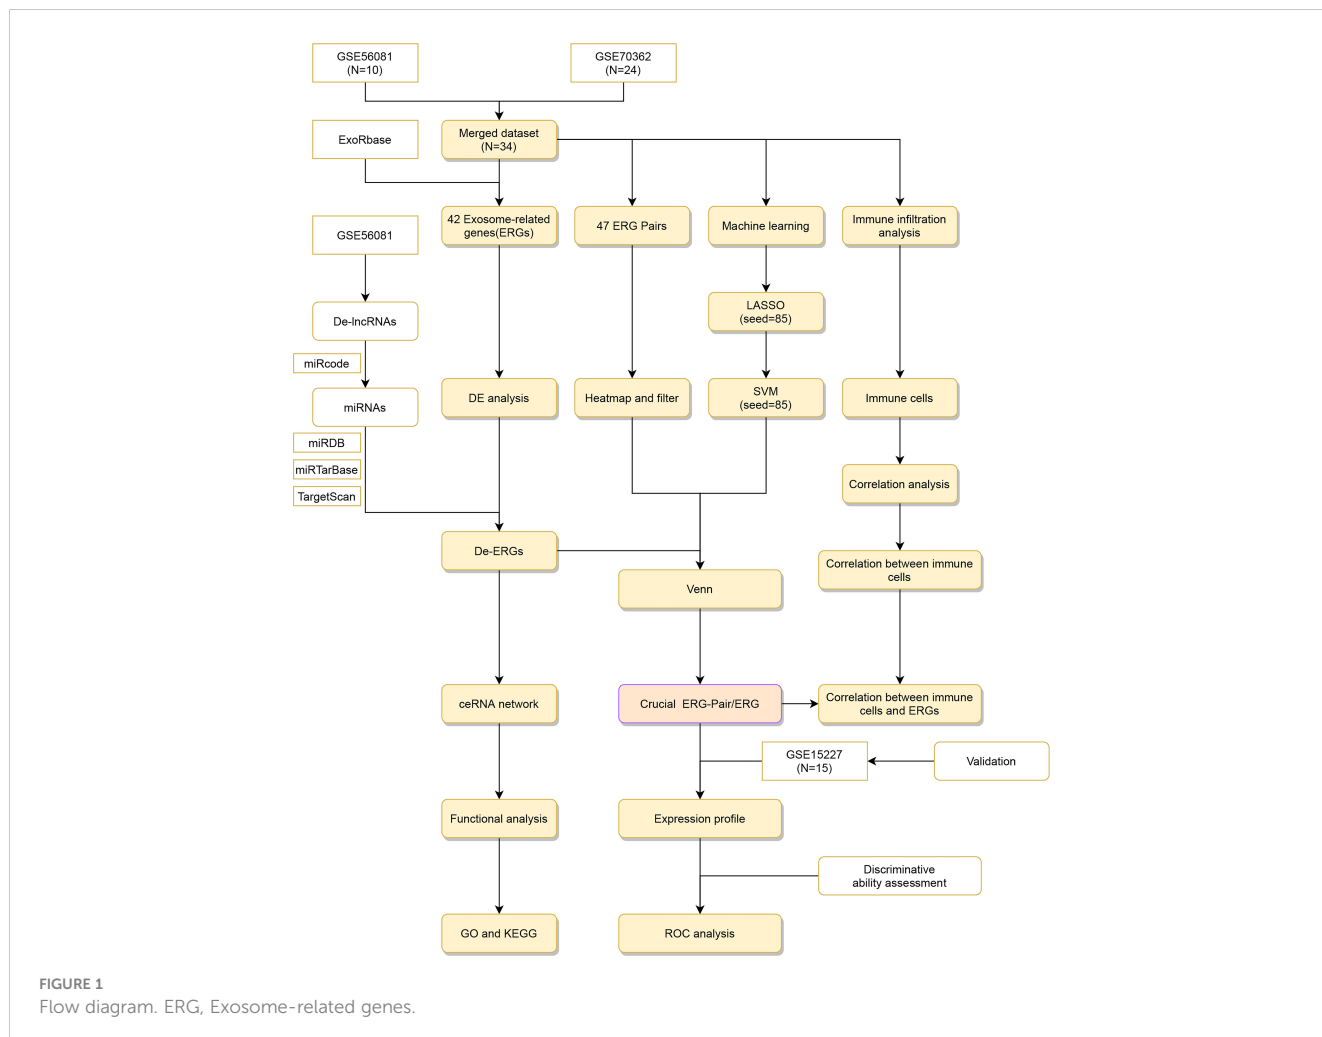 GSE56081
(N=10)
GSE70362
(N=24)
ExoRbase
Merged dataset
(N=34)
GSE56081
42 Exosome-related
genes(ERGs)
47 ERG Pairs
Machine learning
Immune infiltration
analysis
De-lncRNAs
LASSO
(seed=85)
miRcode
miRNAs
DE analysis
Heatmap and filter
SVM
(seed=85)
Immune cells
miRDB
miRTarBase
TargetScan
Correlation analysis
De-ERGs
Venn
Correlation between immune
cells
ceRNA network
Crucial  ERG-Pair/ERG
Correlation between immune
cells and ERGs
GSE15227
(N=15)
Validation
Functional analysis
Expression profile
Discriminative
ability assessment
GO and KEGG
ROC analysis
FIGURE 1
Flow diagram. ERG, Exosome-related genes.